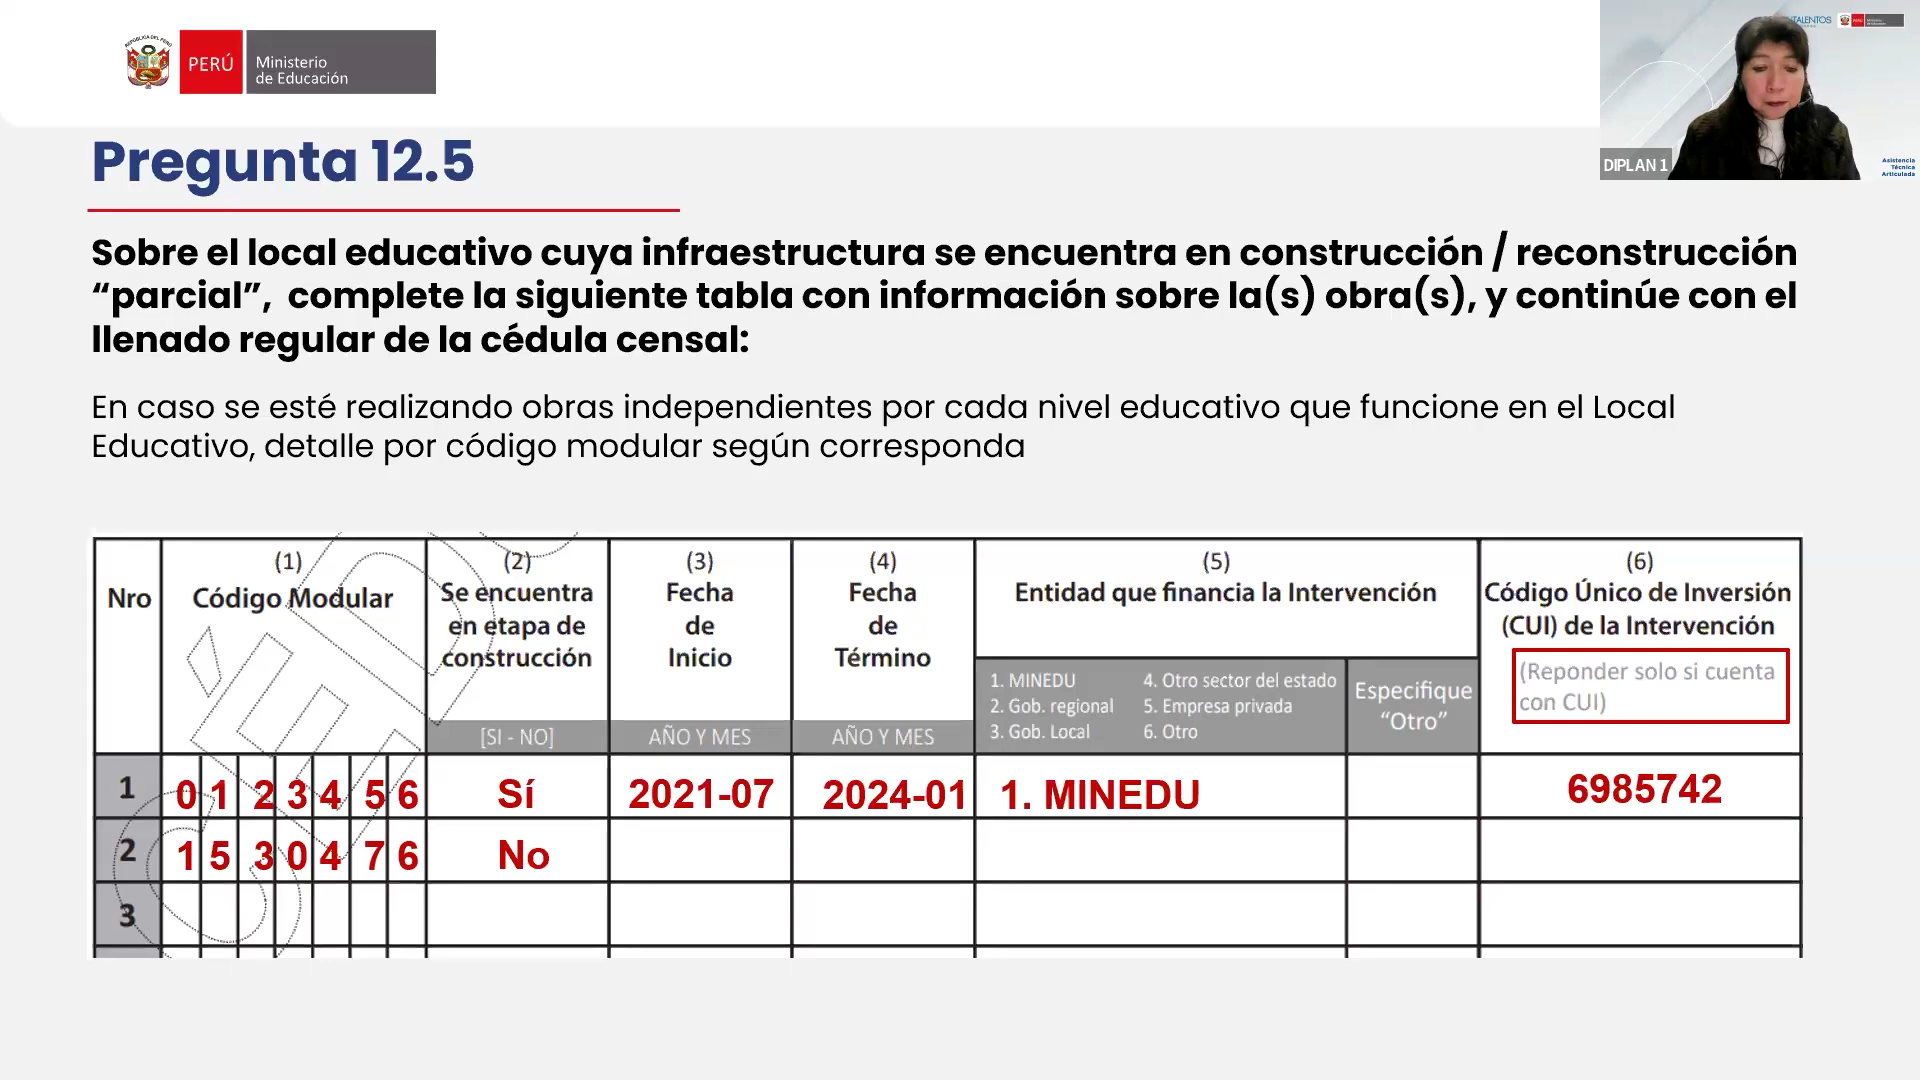 REPÚBLICA DEL PERÚ
PERÚ
Ministerio
de Educación
TALENTOS
DIPLAN 1
Asistencia
Técnica
Articulada
Pregunta 12.5
Sobre el local educativo cuya infraestructura se encuentra en construcción / reconstrucción
“parcial”, complete la siguiente tabla con información sobre la(s) obra(s), y continúe con el
llenado regular de la cédula censal:
En caso se esté realizando obras independientes por cada nivel educativo que funcione en el Local
Educativo, detalle por código modular según corresponda
Nro
(1)
Código Modular
(2)
Se encuentra
en etapa de
construcción
[SI - NO]
(3)
Fecha
de
Inicio
AÑO Y MES
(4)
Fecha
de
Término
AÑO Y MES
(5)
Entidad que financia la Intervención
1. MINEDU
2. Gob. regional
3. Gob. Local
4. Otro sector del estado
5. Empresa privada
6. Otro
Especifique
“Otro”
(6)
Código Único de Inversión
(CUI) de la Intervención
(Reponder solo si cuenta
con CUI)
1 0 1 2 3 4 5 6 Sí 2021-07 2024-01 1. MINEDU 6985742
2 1 5 3 0 4 7 6 No
3